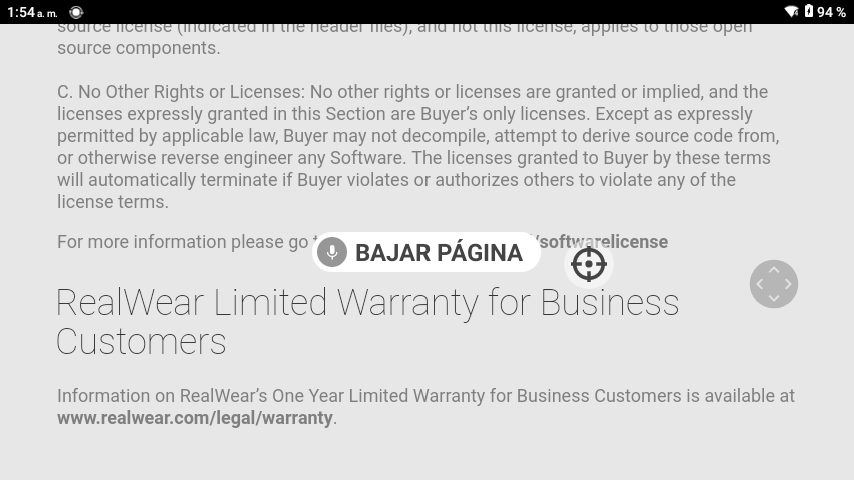 1:54 a. m.
94 %
source license (indicated in the header files), and not this license, applies to those open
source components.
C. No Other Rights or Licenses: No other rights or licenses are granted or implied, and the
licenses expressly granted in this Section are Buyer’s only licenses. Except as expressly
permitted by applicable law, Buyer may not decompile, attempt to derive source code from,
or otherwise reverse engineer any Software. The licenses granted to Buyer by these terms
will automatically terminate if Buyer violates or authorizes others to violate any of the
license terms.
For more information please go /softwarelicense
BAJAR PÁGINA
RealWear Limited Warranty for Business
Customers
Information on RealWear’s One Year Limited Warranty for Business Customers is available at
www.realwear.com/legal/warranty.